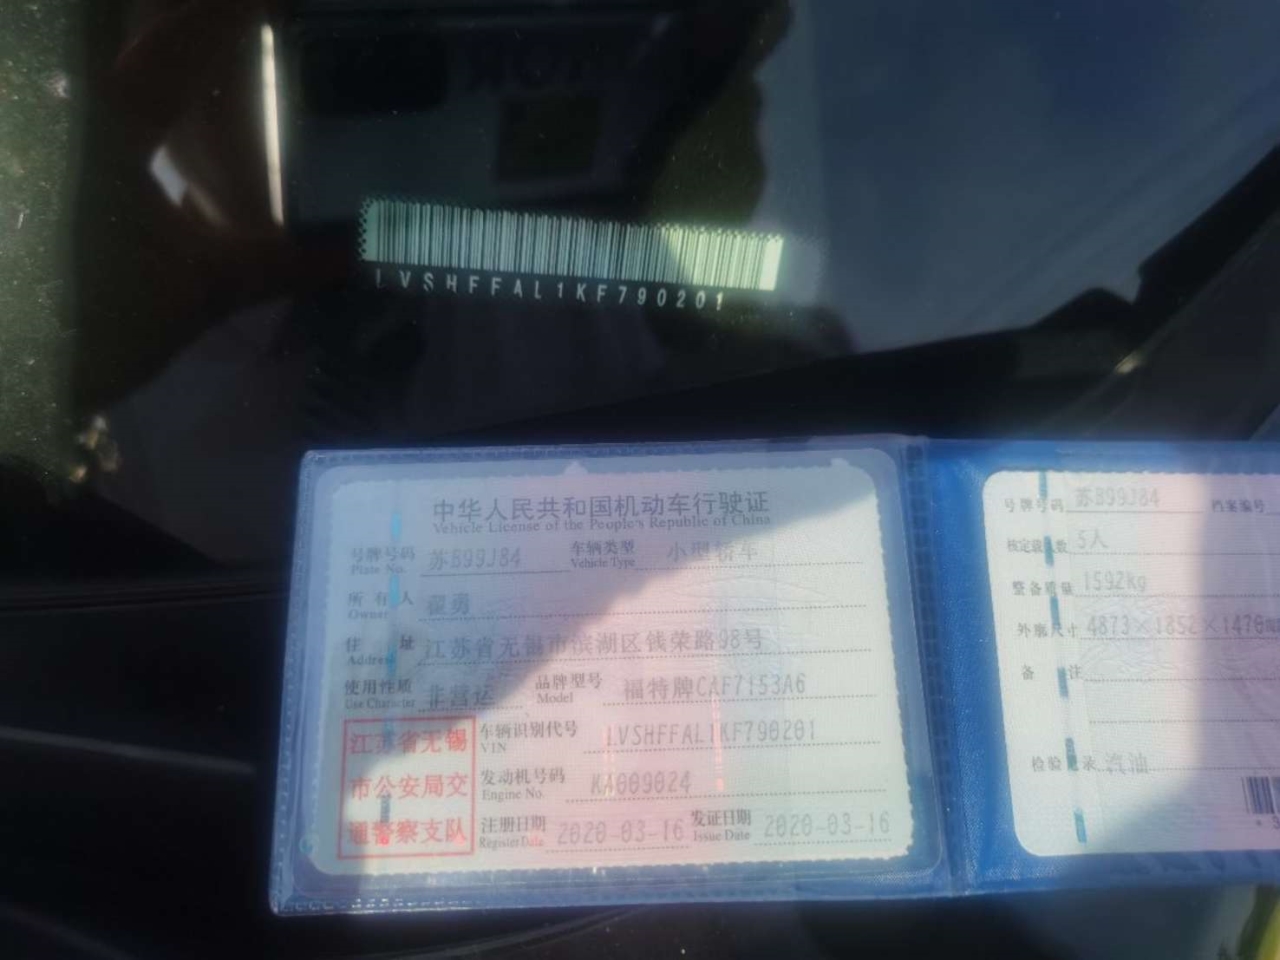 LVSHFFAL1KF790201
中华人民共和国机动车行驶证
Vehicle License of the People's Republic of China
号牌号码 苏B99J84 车辆类型 小型轿车
Plate No. Vehicle Type
所有人 翟勇
Owner
住址 江苏省无锡市滨湖区钱荣路98号
Address
使用性质 非营运 品牌型号 福特牌CAF7153A6
Use Character Model
江苏省无锡
市公安局交
通警察支队
车辆识别代号 LVSHFFAL1KF790201
VIN
发动机号码 KA009024
Engine No.
注册日期 2020-03-16 发证日期 2020-03-16
Register Date Issue Date
号牌号码 苏B99J84 档案编号
核定载人数 5人
整备质量 1592Kg
外廓尺寸 4873×1852×1470
备注
检验记录 汽油